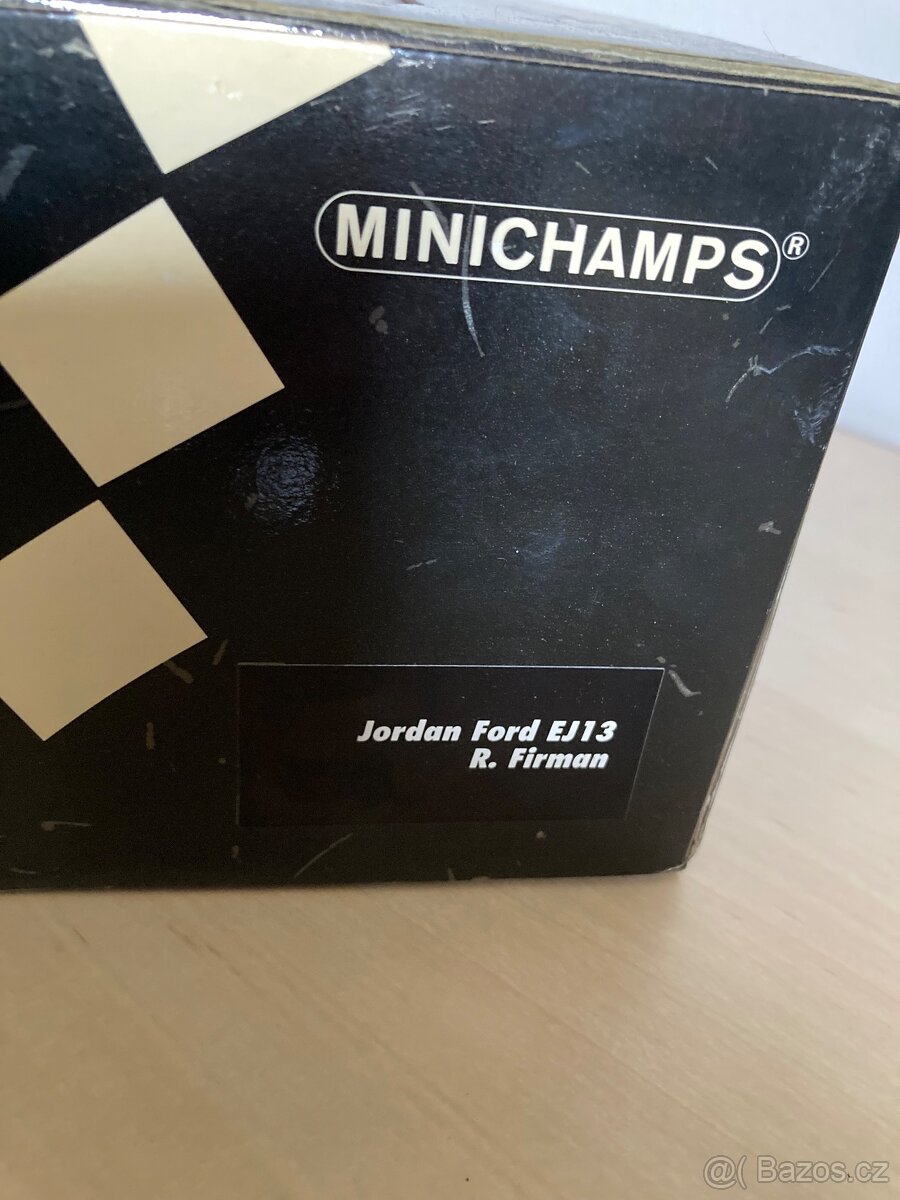 MINICHAMPS®
Jordan Ford EJ13
R. Firman
@( Bazos.cz